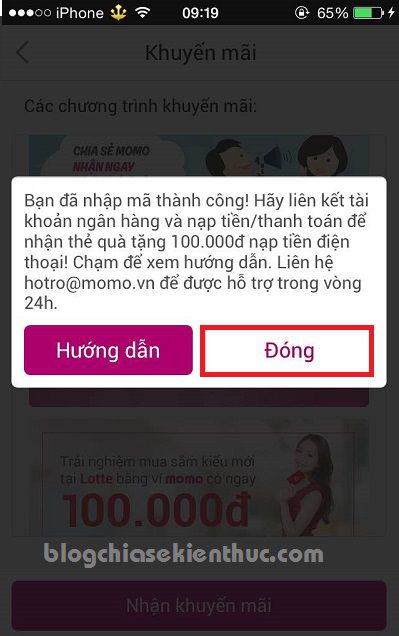 iPhone 09:19 65%
Khuyến mãi
Các chương trình khuyến mãi:
CHIA SẺ MOMO
NHẬN NGAY
Bạn đã nhập mã thành công! Hãy liên kết tài
khoản ngân hàng và nạp tiền/thanh toán để
nhận thẻ quà tặng 100.000đ nạp tiền điện
thoại! Chạm để xem hướng dẫn. Liên hệ
hotro@momo.vn để được hỗ trợ trong vòng
24h.
Hướng dẫn Đóng
Trải nghiệm mua sắm kiểu mới
tại Lotte bằng ví momo có ngay
100.000đ
blogchiasekienthuc.com
Nhận khuyến mãi